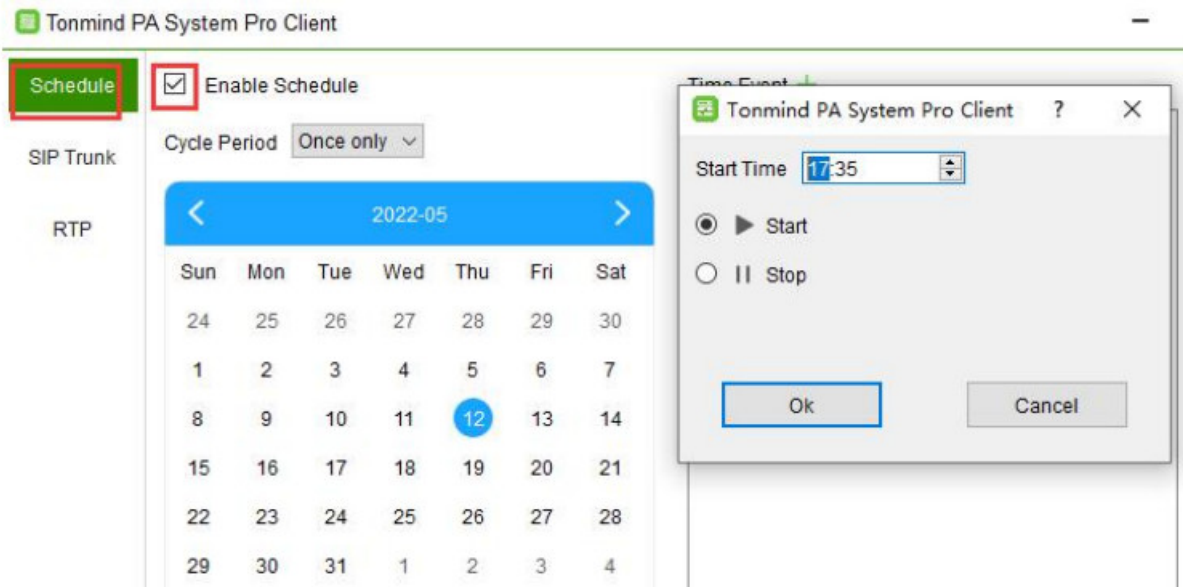 Tonmind PA System Pro Client
Schedule
SIP Trunk
RTP
Enable Schedule
Cycle Period Once only
2022-05
Sun Mon Tue Wed Thu Fri Sat
24 25 26 27 28 29 30
1 2 3 4 5 6 7
8 9 10 11 12 13 14
15 16 17 18 19 20 21
22 23 24 25 26 27 28
29 30 31 1 2 3 4
Time Event
Tonmind PA System Pro Client ?
Start Time 17:35
Start
Stop
Ok Cancel